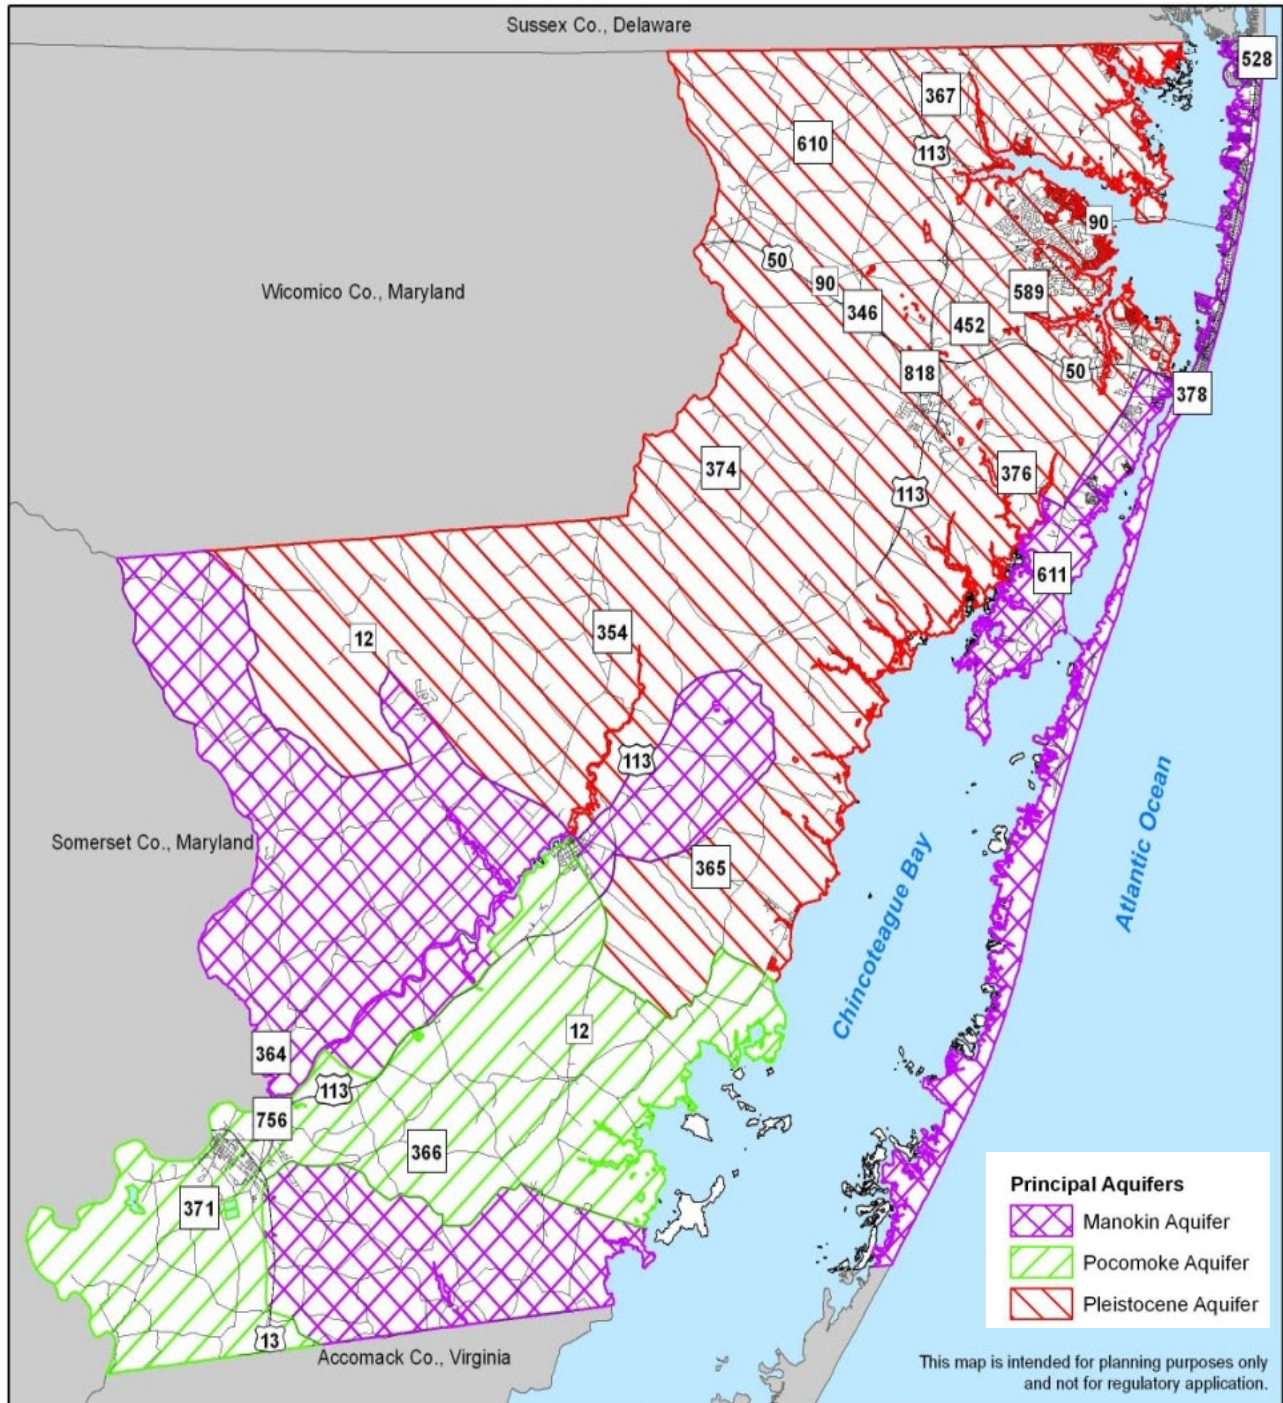 Sussex Co., Delaware
528
367
610
113
90
Wicomico Co., Maryland
50
90
589
346
452
818
50
378
374
376
113
611
12
354
113
Somerset Co., Maryland
365
Chincoteague Bay
Atlantic Ocean
12
364
113
756
366
371
13
Accomack Co., Virginia
Principal Aquifers
Manokin Aquifer
Pocomoke Aquifer
Pleistocene Aquifer
This map is intended for planning purposes only
and not for regulatory application.